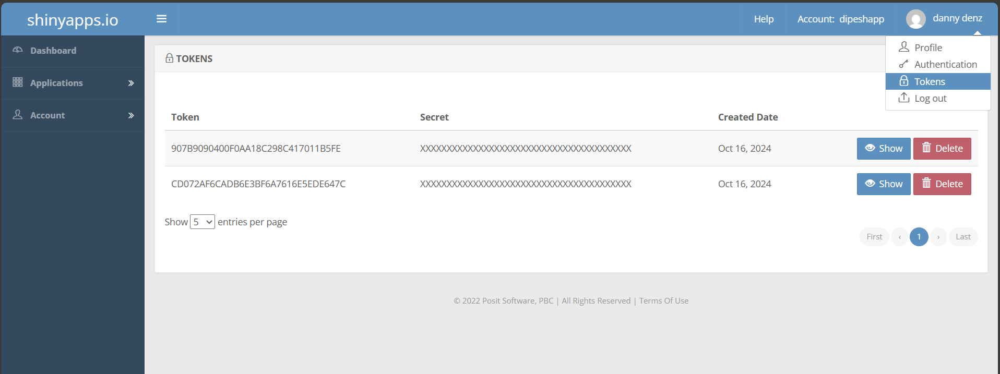 shinyapps.io
Help
Account: dipeshapp
danny denz
Dashboard
Applications
Account
Profile
Authentication
Tokens
Log out
TOKENS
Token Secret Created Date
907B9090400F0AA18C298C417011B5FE XXXXXXXXXXXXXXXXXXXXXXXXXXXXXXXXXXXXXXXX Oct 16, 2024 Show Delete
CD072AF6CADB6E3BF6A7616E5EDE647C XXXXXXXXXXXXXXXXXXXXXXXXXXXXXXXXXXXXXXXX Oct 16, 2024 Show Delete
Show 5 entries per page
First ‹ 1 › Last
© 2022 Posit Software, PBC | All Rights Reserved | Terms Of Use